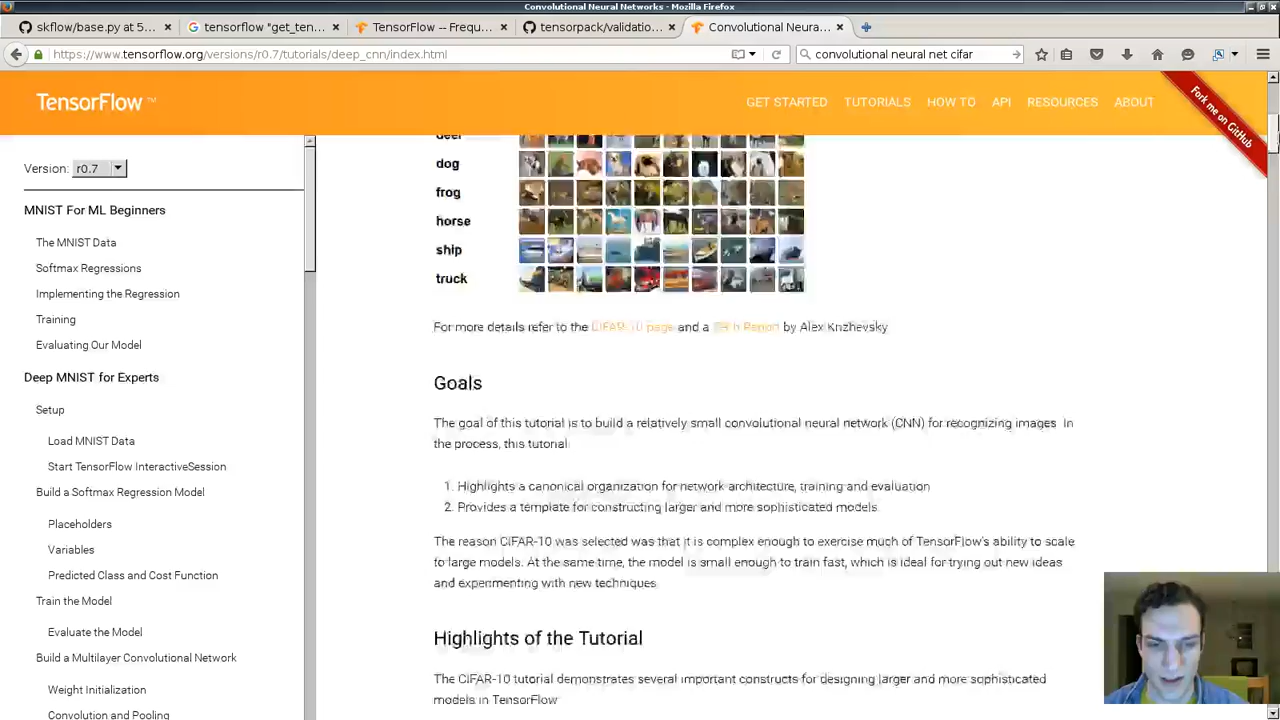 Convolutional Neural Networks - Mozilla Firefox
skflow/base.py at 5... ×
tensorflow "get_ten... ×
TensorFlow -- Frequ... ×
tensorpack/validatio... ×
Convolutional Neura... ×
https://www.tensorflow.org/versions/r0.7/tutorials/deep_cnn/index.html
convolutional neural net cifar
TensorFlow™
GET STARTED TUTORIALS HOW TO API RESOURCES ABOUT
Fork me on GitHub
Version: r0.7
MNIST For ML Beginners
The MNIST Data
Softmax Regressions
Implementing the Regression
Training
Evaluating Our Model
Deep MNIST for Experts
Setup
Load MNIST Data
Start TensorFlow InteractiveSession
Build a Softmax Regression Model
Placeholders
Variables
Predicted Class and Cost Function
Train the Model
Evaluate the Model
Build a Multilayer Convolutional Network
Weight Initialization
Convolution and Pooling
deer
dog
frog
horse
ship
truck
For more details refer to the CIFAR-10 page and a Tech Report by Alex Krizhevsky
Goals
The goal of this tutorial is to build a relatively small convolutional neural network (CNN) for recognizing images. In
the process, this tutorial:
1. Highlights a canonical organization for network architecture, training and evaluation
2. Provides a template for constructing larger and more sophisticated models
The reason CIFAR-10 was selected was that it is complex enough to exercise much of TensorFlow's ability to scale
to large models. At the same time, the model is small enough to train fast, which is ideal for trying out new ideas
and experimenting with new techniques
Highlights of the Tutorial
The CIFAR-10 tutorial demonstrates several important constructs for designing larger and more sophisticated
models in TensorFlow